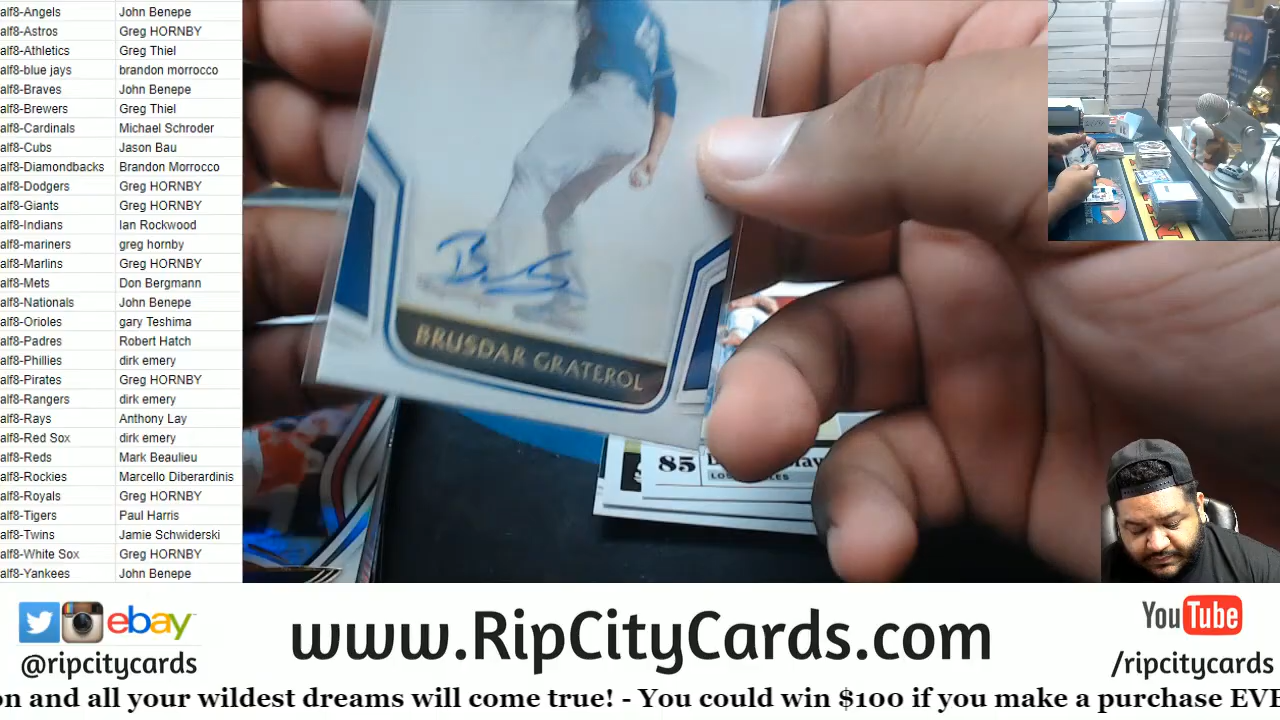 alf8-Angels John Benepe
alf8-Astros Greg HORNBY
alf8-Athletics Greg Thiel
alf8-blue jays brandon morrocco
alf8-Braves John Benepe
alf8-Brewers Greg Thiel
alf8-Cardinals Michael Schroder
alf8-Cubs Jason Bau
alf8-Diamondbacks Brandon Morrocco
alf8-Dodgers Greg HORNBY
alf8-Giants Greg HORNBY
alf8-Indians Ian Rockwood
alf8-mariners greg hornby
alf8-Marlins Greg HORNBY
alf8-Mets Don Bergmann
alf8-Nationals John Benepe
alf8-Orioles gary Teshima
alf8-Padres Robert Hatch
alf8-Phillies dirk emery
alf8-Pirates Greg HORNBY
alf8-Rangers dirk emery
alf8-Rays Anthony Lay
alf8-Red Sox dirk emery
alf8-Reds Mark Beaulieu
alf8-Rockies Marcello Diberardinis
alf8-Royals Greg HORNBY
alf8-Tigers Paul Harris
alf8-Twins Jamie Schwiderski
alf8-White Sox Greg HORNBY
alf8-Yankees John Benepe
BRUSDAR GRATEROL
85
ebay
@ripcitycards
www.RipCityCards.com
YouTube
/ripcitycards
on and all your wildest dreams will come true! - You could win $100 if you make a purchase EVE